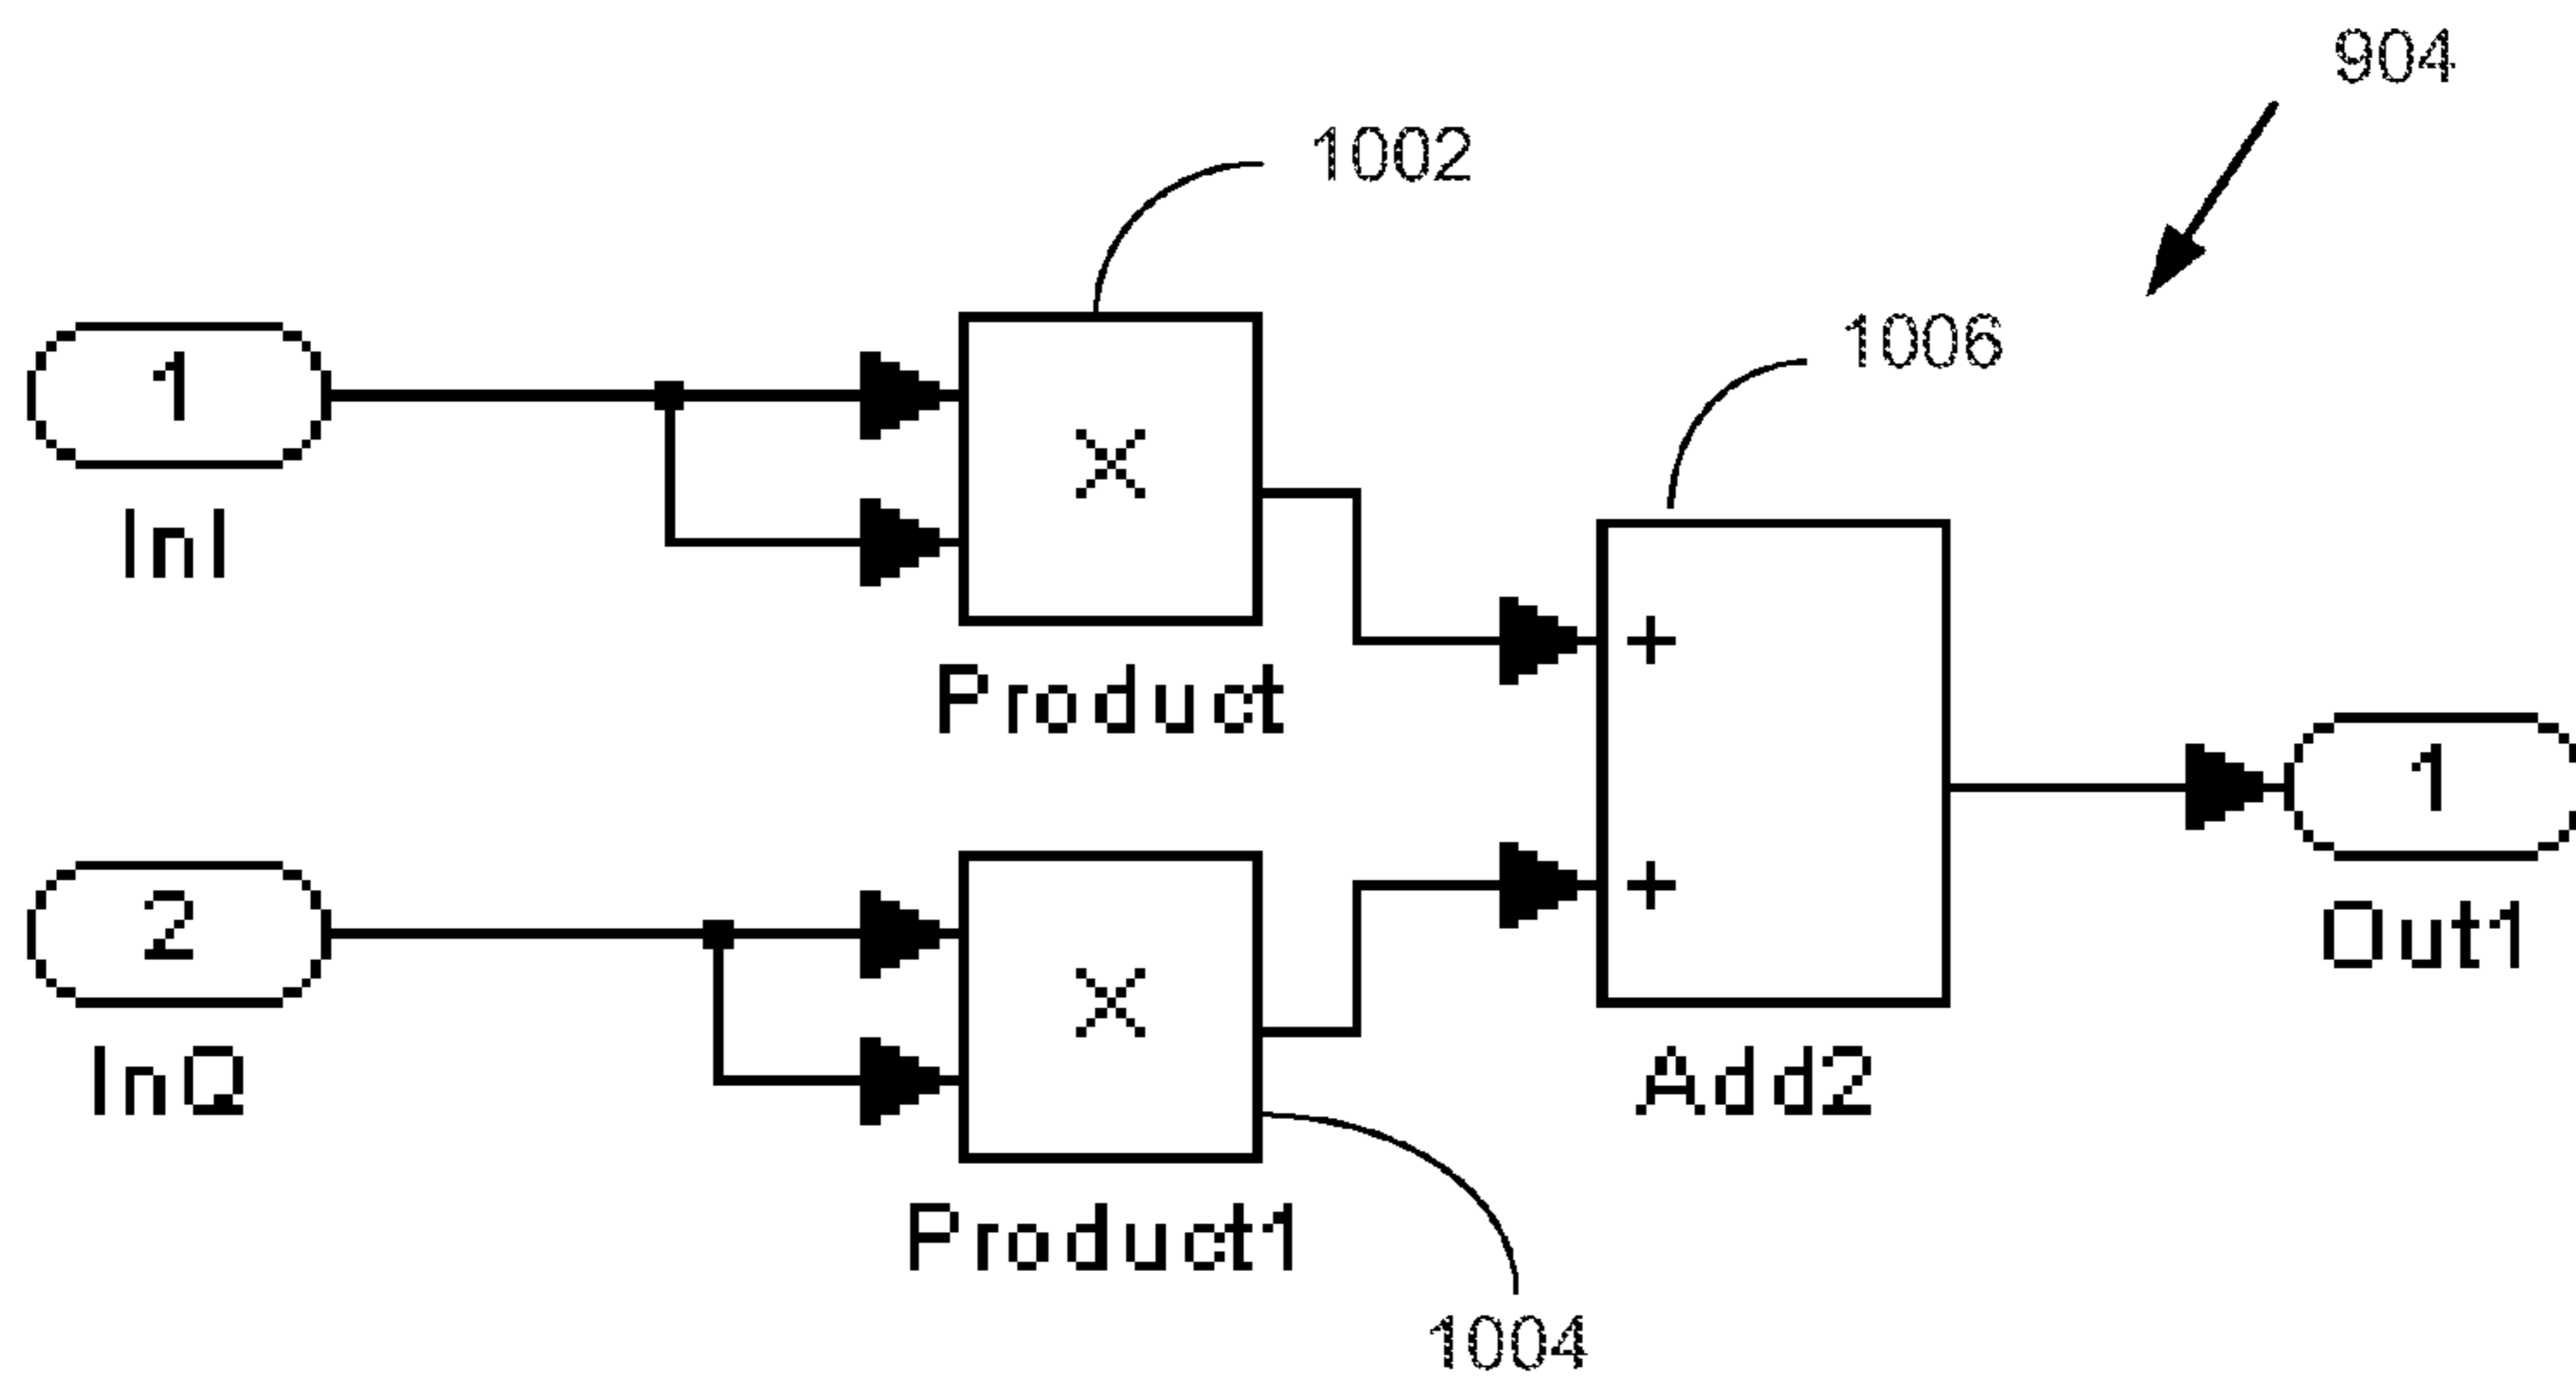 904
1002
1006
1
InI
×
Product
+
+
1
Out1
2
InQ
×
Product1
Add2
1004